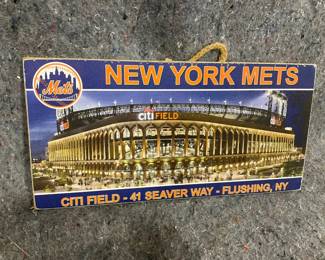 NEW YORK METS
Mets
citi FIELD
CITI FIELD - 41 SEAVER WAY - FLUSHING, NY